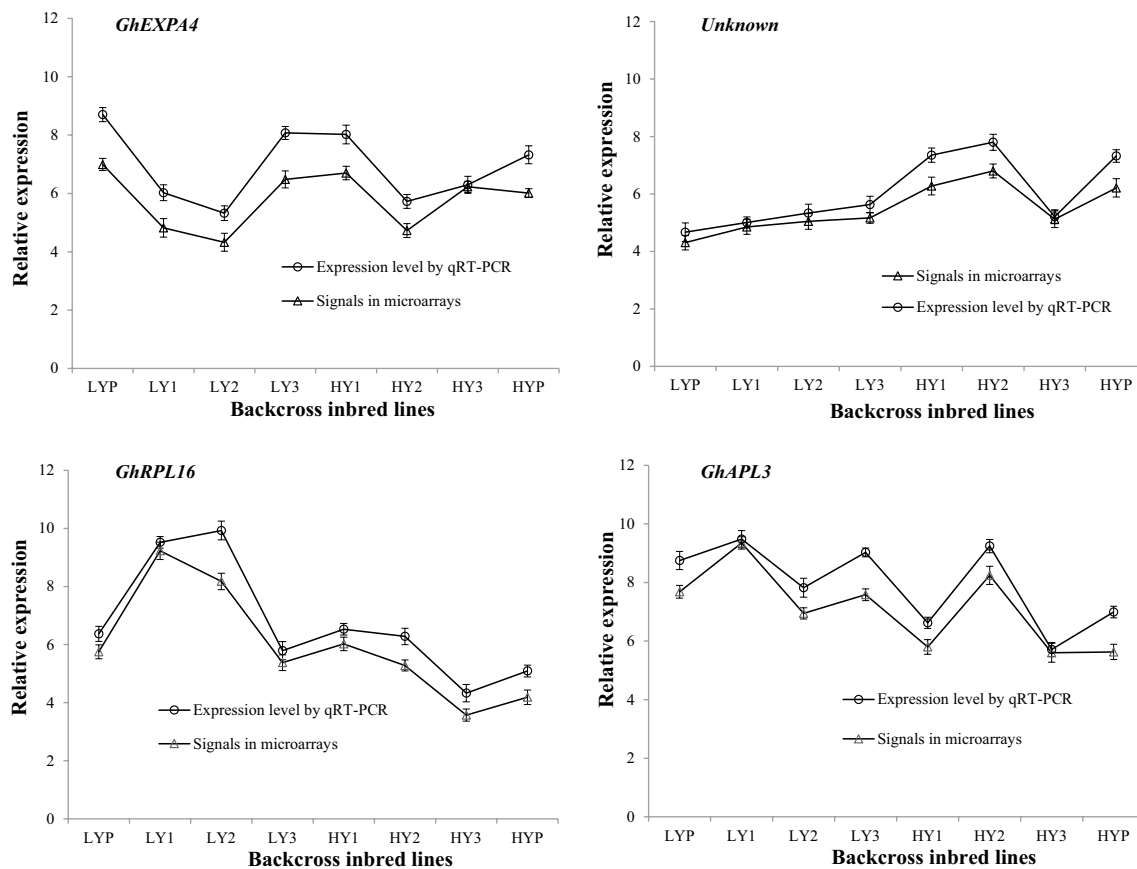 GhEXPA4
Relative expression
12
10
8
6
4
2
0
Expression level by qRT-PCR
Signals in microarrays
LYP LY1 LY2 LY3 HY1 HY2 HY3 HYP
Backcross inbred lines
Unknown
Relative expression
12
10
8
6
4
2
0
Signals in microarrays
Expression level by qRT-PCR
LYP LY1 LY2 LY3 HY1 HY2 HY3 HYP
Backcross inbred lines
GhRPL16
Relative expression
12
10
8
6
4
2
0
Expression level by qRT-PCR
Signals in microarrays
LYP LY1 LY2 LY3 HY1 HY2 HY3 HYP
Backcross inbred lines
GhAPL3
Relative expression
12
10
8
6
4
2
0
Expression level by qRT-PCR
Signals in microarrays
LYP LY1 LY2 LY3 HY1 HY2 HY3 HYP
Backcross inbred lines